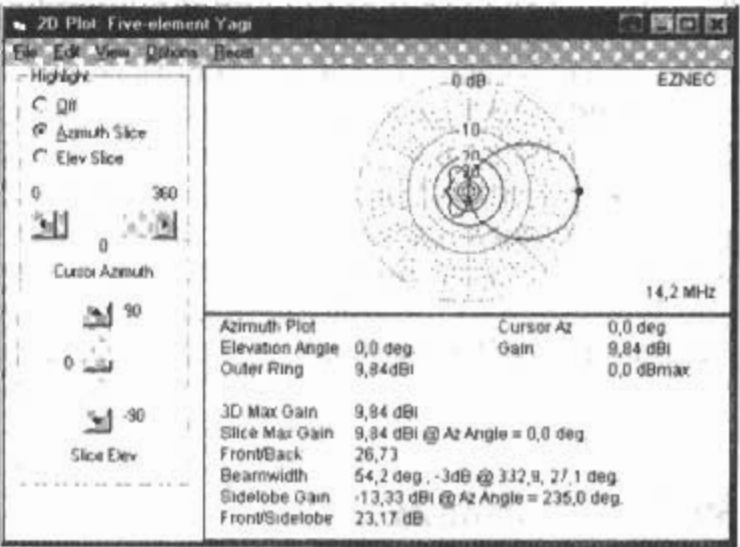 2D Plot: Five-element Yagi
File Edit View Options Reset
Highlight
Off
Azimuth Slice
Elev Slice
0 360
0
Cursor Azimuth
90
0
-90
Slice Elev
0 dB
EZNEC
10
20
30
14,2 MHz
Azimuth Plot Cursor Az 0,0 deg.
Elevation Angle 0,0 deg. Gain 9,84 dBi
Outer Ring 9,84dBi 0,0 dBmax
3D Max Gain 9,84 dBi
Slice Max Gain 9,84 dBi @ Az Angle = 0,0 deg.
Front/Back 26,73
Beamwidth 54,2 deg., -3dB @ 332,9, 27,1 deg.
Sidelobe Gain -13,33 dBi @ Az Angle = 235,0 deg.
Front/Sidelobe 23,17 dB